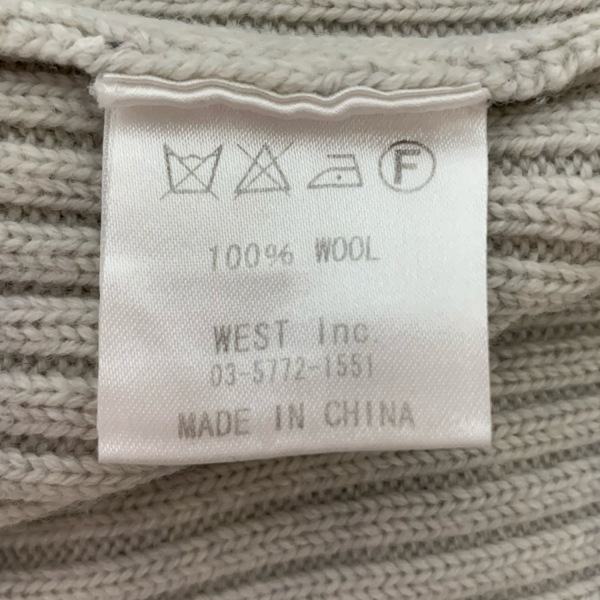 F
100% WOOL
WEST Inc.
03-5772-1551
MADE IN CHINA